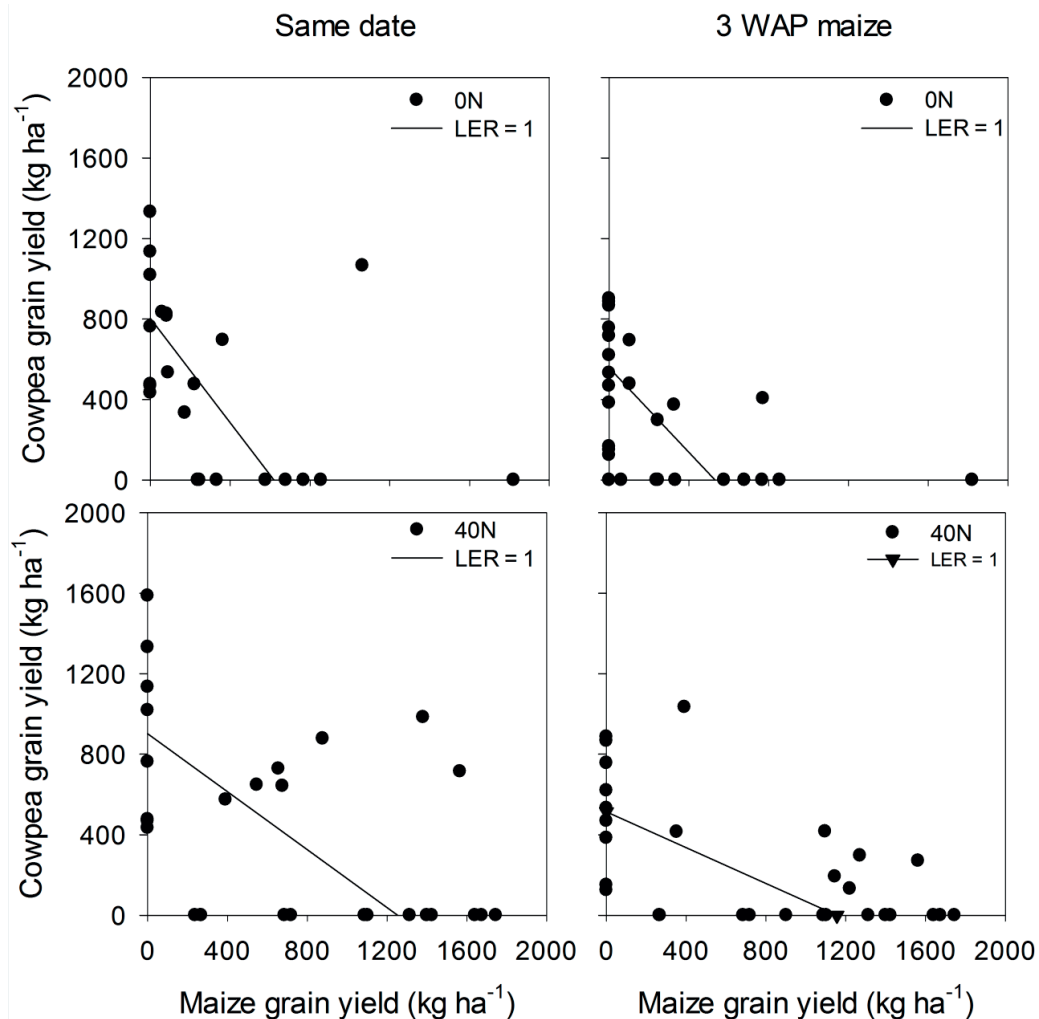 Same date
3 WAP maize
Cowpea grain yield (kg ha⁻¹)
2000
1600
1200
800
400
0
0N
LER = 1
0N
LER = 1
Cowpea grain yield (kg ha⁻¹)
2000
1600
1200
800
400
0
40N
LER = 1
40N
LER = 1
0 400 800 1200 1600 2000
0 400 800 1200 1600 2000
Maize grain yield (kg ha⁻¹)
Maize grain yield (kg ha⁻¹)